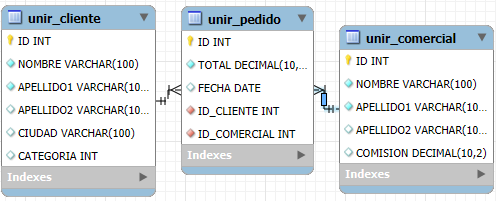 unir_cliente
ID INT
NOMBRE VARCHAR(100)
APELLIDO1 VARCHAR(10...
APELLIDO2 VARCHAR(10...
CIUDAD VARCHAR(100)
CATEGORIA INT
Indexes
unir_pedido
ID INT
TOTAL DECIMAL(10,...
FECHA DATE
ID_CLIENTE INT
ID_COMERCIAL INT
Indexes
unir_comercial
ID INT
NOMBRE VARCHAR(100)
APELLIDO1 VARCHAR(10...
APELLIDO2 VARCHAR(10...
COMISION DECIMAL(10,2)
Indexes